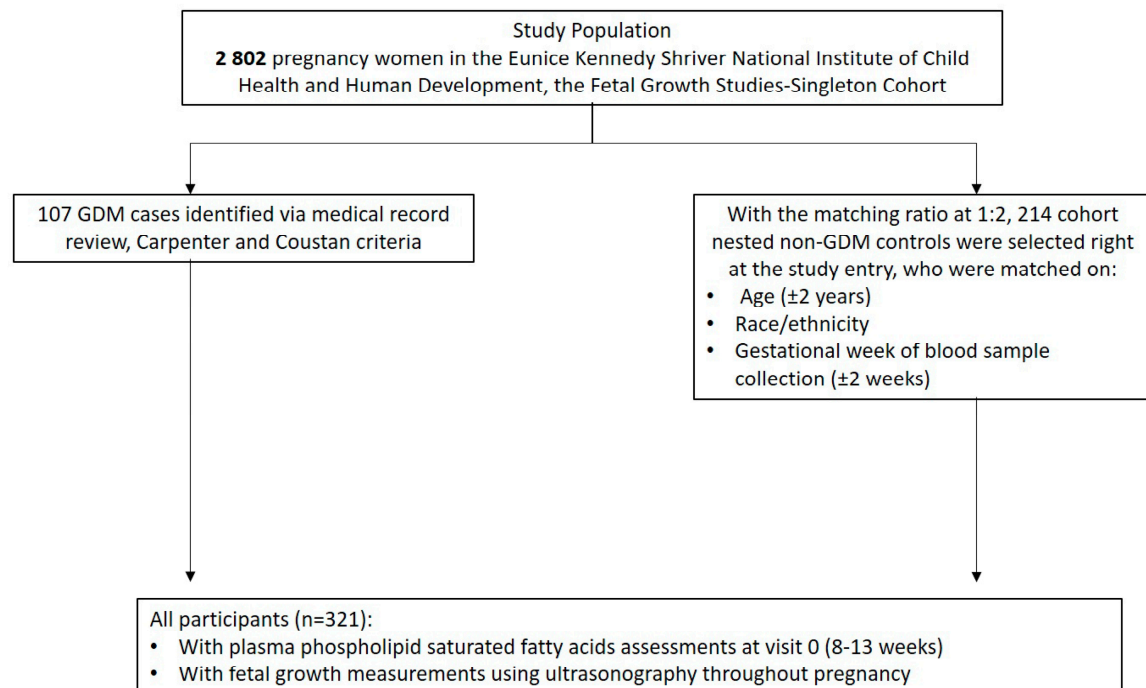 Study Population
2 802 pregnancy women in the Eunice Kennedy Shriver National Institute of Child
Health and Human Development, the Fetal Growth Studies-Singleton Cohort
107 GDM cases identified via medical record
review, Carpenter and Coustan criteria
With the matching ratio at 1:2, 214 cohort
nested non-GDM controls were selected right
at the study entry, who were matched on:
• Age (±2 years)
• Race/ethnicity
• Gestational week of blood sample
collection (±2 weeks)
All participants (n=321):
• With plasma phospholipid saturated fatty acids assessments at visit 0 (8-13 weeks)
• With fetal growth measurements using ultrasonography throughout pregnancy